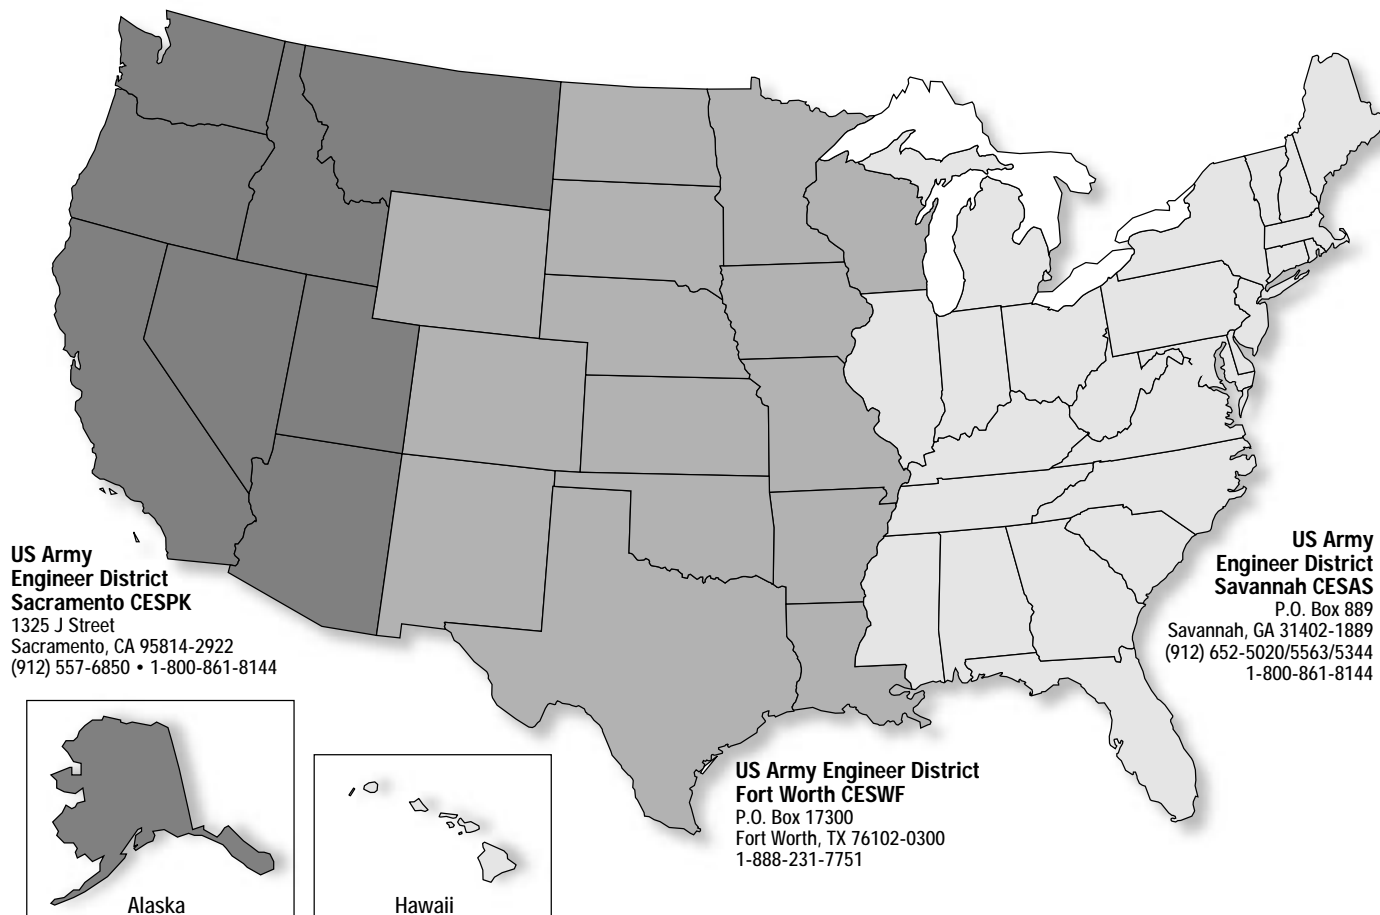 US Army
Engineer District
Sacramento CESPK
1325 J Street
Sacramento, CA 95814-2922
(912) 557-6850 • 1-800-861-8144
US Army
Engineer District
Savannah CESAS
P.O. Box 889
Savannah, GA 31402-1889
(912) 652-5020/5563/5344
1-800-861-8144
US Army Engineer District
Fort Worth CESWF
P.O. Box 17300
Fort Worth, TX 76102-0300
1-888-231-7751
Alaska
Hawaii